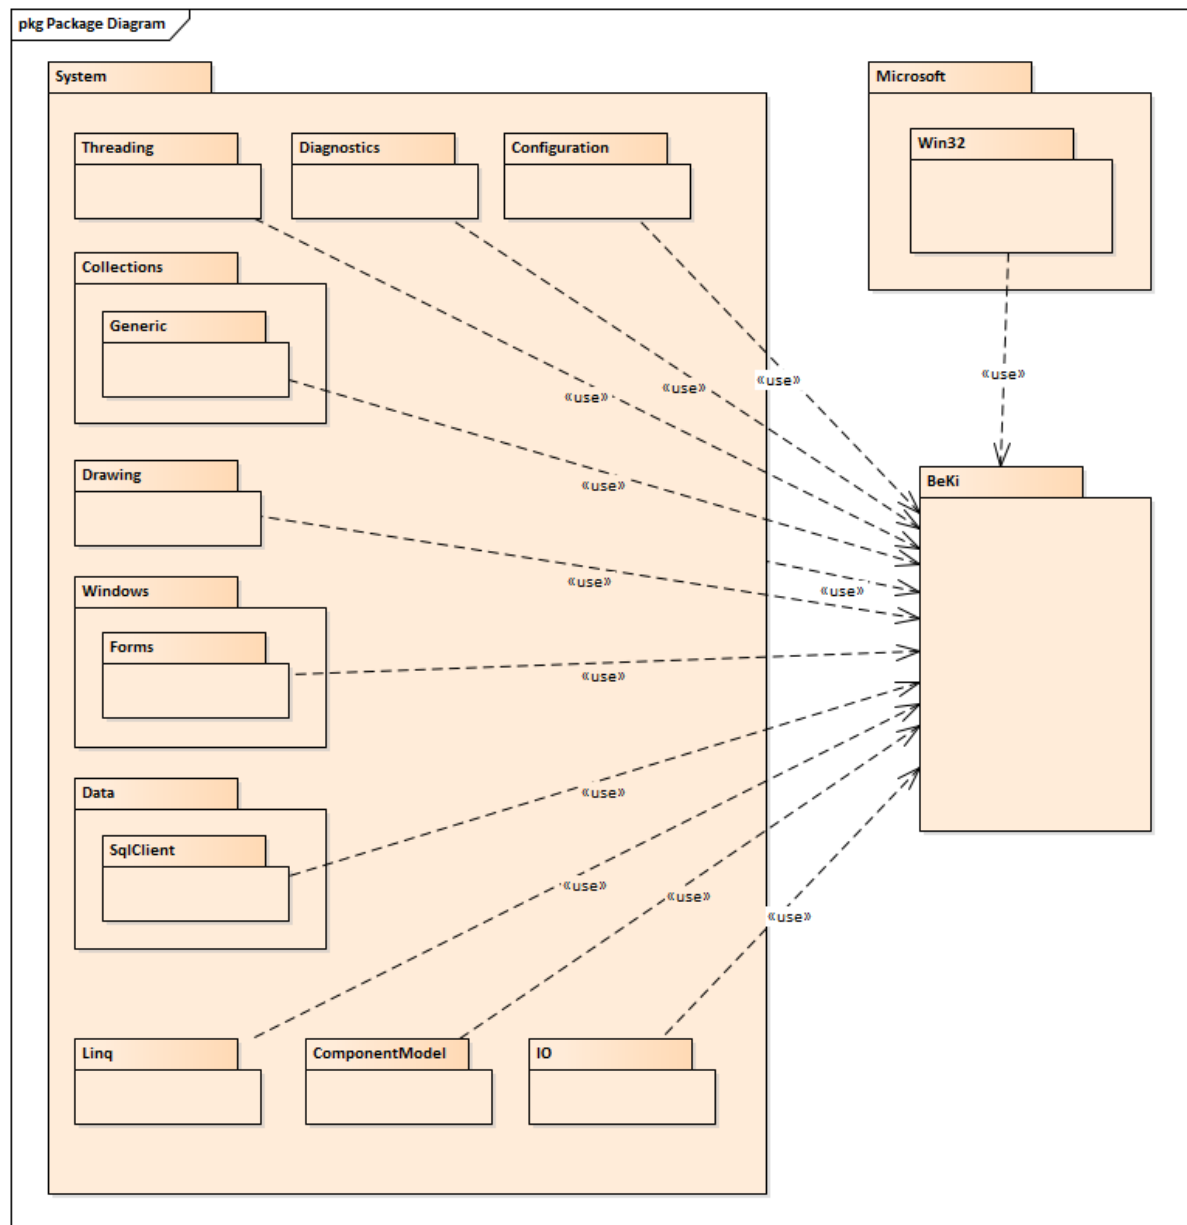 pkg Package Diagram
System
Microsoft
Threading
Diagnostics
Configuration
Win32
Collections
Generic
«use»
«use»
«use»
«use»
Drawing
«use»
BeKi
Windows
«use»
«use»
Forms
«use»
Data
«use»
SqlClient
«use»
«use»
«use»
Linq
ComponentModel
IO